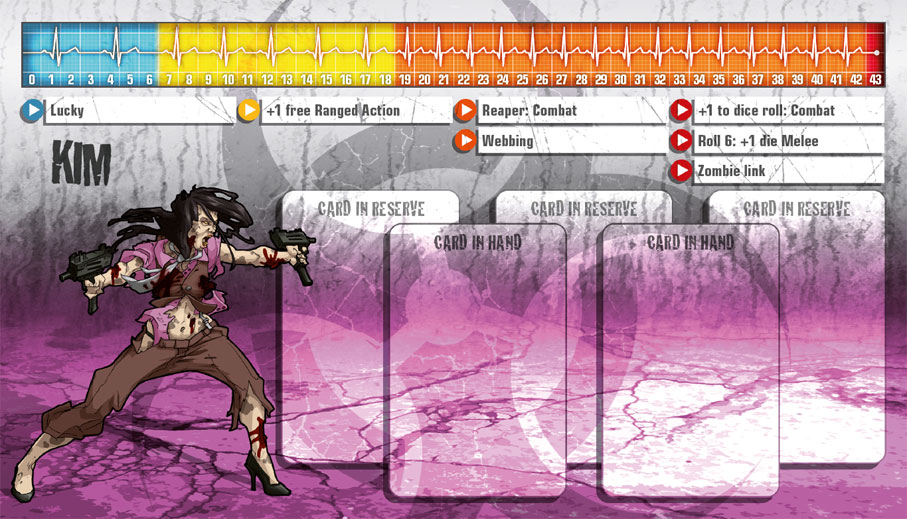 0 1 2 3 4 5 6 7 8 9 10 11 12 13 14 15 16 17 18 19 20 21 22 23 24 25 26 27 28 29 30 31 32 33 34 35 36 37 38 39 40 41 42 43
Lucky
+1 free Ranged Action
Reaper: Combat
+1 to dice roll: Combat
Webbing
Roll 6: +1 die Melee
Zombie link
KIM
CARD IN RESERVE
CARD IN RESERVE
CARD IN RESERVE
CARD IN HAND
CARD IN HAND